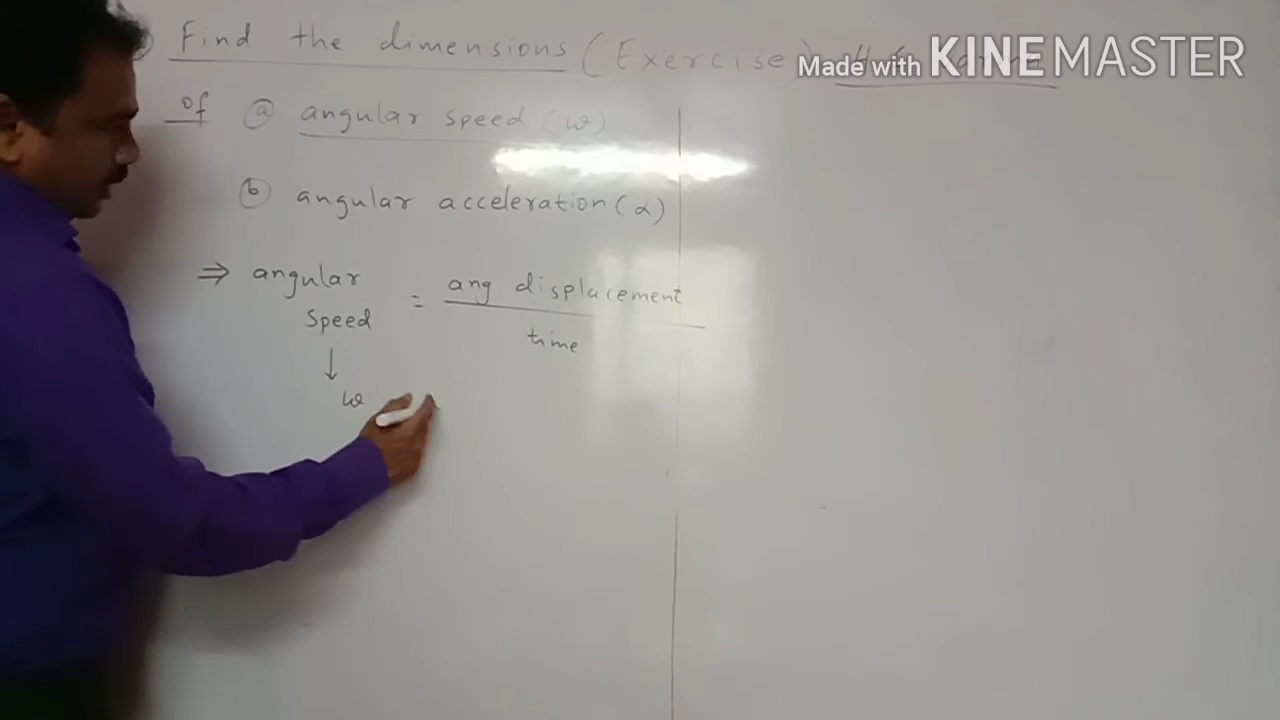 Find the dimensions (Exercise)
Made with KINEMASTER
of (a) angular speed (ω)
(b) angular acceleration (α)
⇒ angular speed = ang displacement / time
↓
ω